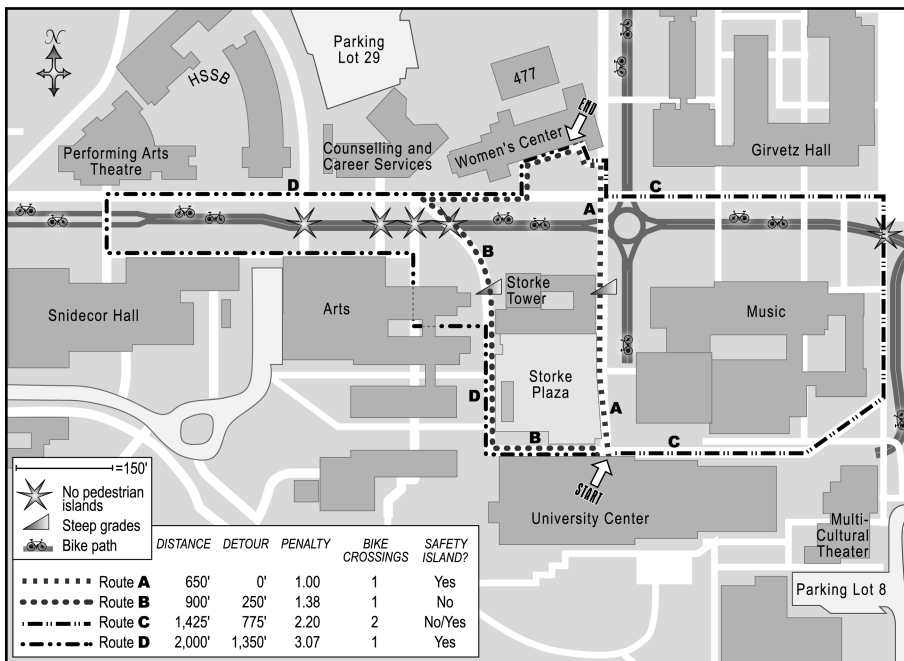 N
Parking
Lot 29
HSSB
477
END
Performing Arts
Theatre
Counselling and
Career Services
Women's Center
Girvetz Hall
D
C
A
B
Storke
Tower
Snidecor Hall
Arts
Music
Storke
Plaza
D
A
B
C
START
University Center
Multi-
Cultural
Theater
Parking Lot 8
=150'
No pedestrian
islands
Steep grades
Bike path
DISTANCE DETOUR PENALTY BIKE CROSSINGS SAFETY ISLAND?
Route A 650' 0' 1.00 1 Yes
Route B 900' 250' 1.38 1 No
Route C 1,425' 775' 2.20 2 No/Yes
Route D 2,000' 1,350' 3.07 1 Yes